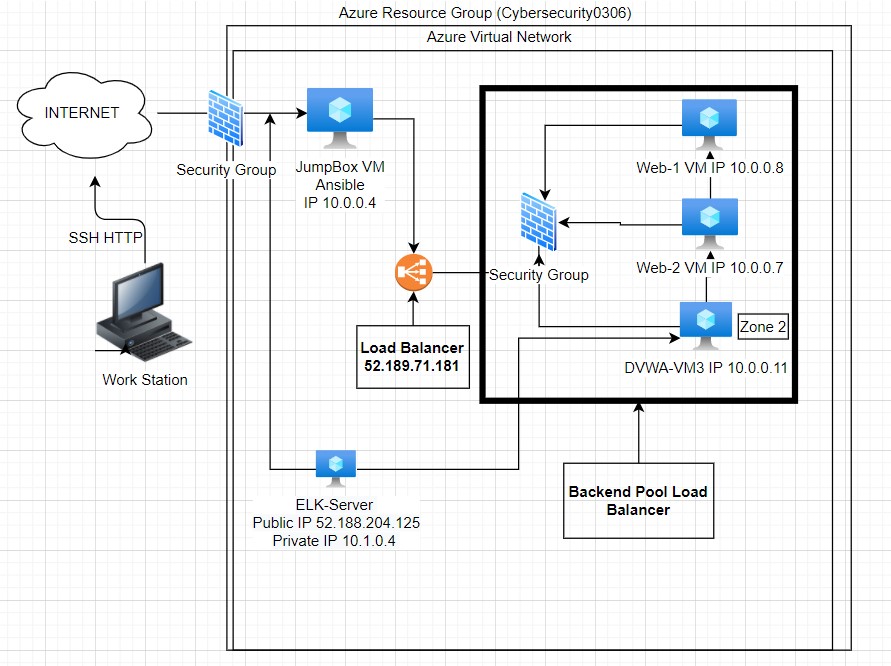 Azure Resource Group (Cybersecurity0306)
Azure Virtual Network
INTERNET
Security Group
JumpBox VM
Ansible
IP 10.0.0.4
SSH HTTP
Work Station
Load Balancer
52.189.71.181
Web-1 VM IP 10.0.0.8
Security Group
Web-2 VM IP 10.0.0.7
Zone 2
DVWA-VM3 IP 10.0.0.11
Backend Pool Load
Balancer
ELK-Server
Public IP 52.188.204.125
Private IP 10.1.0.4